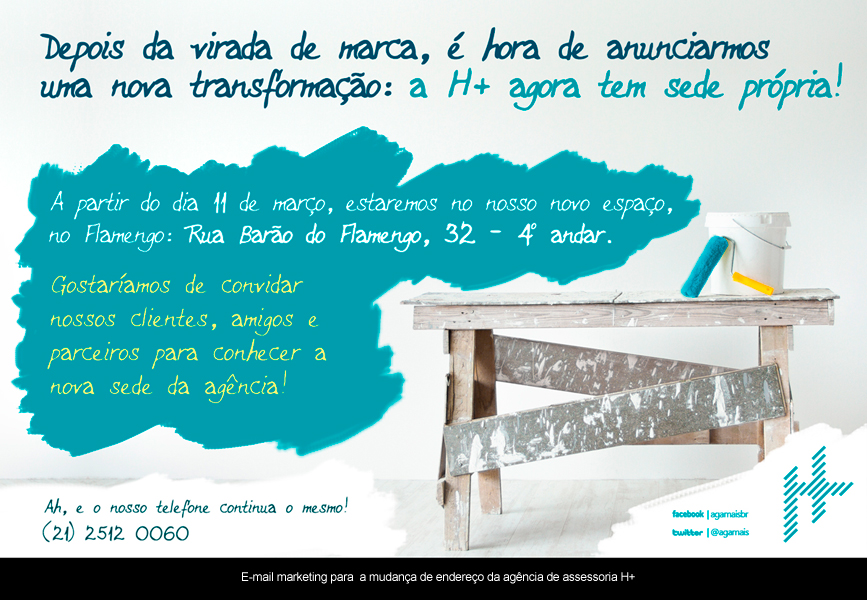 Depois da virada de marca, é hora de anunciarmos
uma nova transformação: a H+ agora tem sede própria!
A partir do dia 11 de março, estaremos no nosso novo espaço,
no Flamengo: Rua Barão do Flamengo, 32 - 4º andar.
Gostaríamos de convidar
nossos clientes, amigos e
parceiros para conhecer a
nova sede da agência!
Ah, e o nosso telefone continua o mesmo!
(21) 2512 0060
facebook | agamaisbr
twitter | @agamais
H+
E-mail marketing para a mudança de endereço da agência de assessoria H+